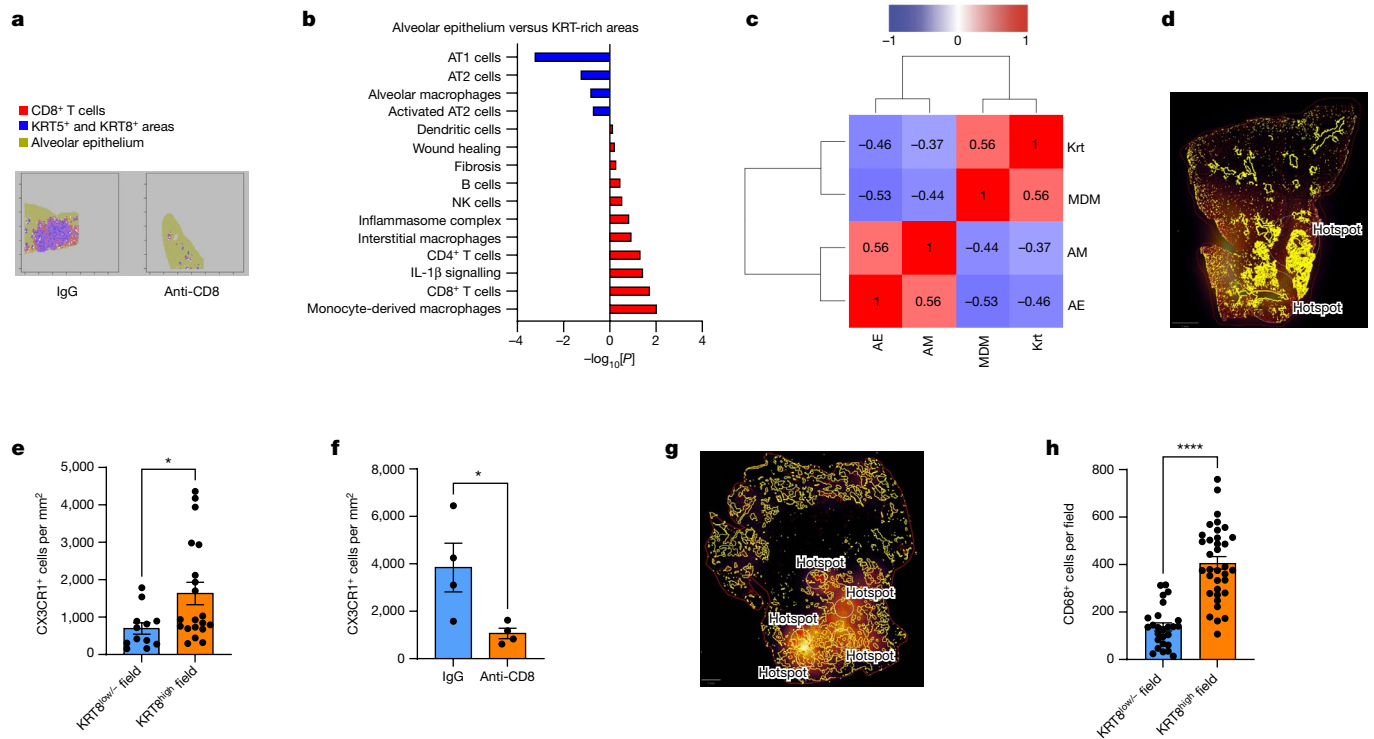 a
CD8⁺ T cells
KRT5⁺ and KRT8⁺ areas
Alveolar epithelium
IgG
Anti-CD8
b
Alveolar epithelium versus KRT-rich areas
AT1 cells
AT2 cells
Alveolar macrophages
Activated AT2 cells
Dendritic cells
Wound healing
Fibrosis
B cells
NK cells
Inflammasome complex
Interstitial macrophages
CD4⁺ T cells
IL-1β signalling
CD8⁺ T cells
Monocyte-derived macrophages
−4 −2 0 2 4
−log₁₀[P]
c
−1 0 1
−0.46 −0.37 0.56 1 Krt
−0.53 −0.44 1 0.56 MDM
0.56 1 −0.44 −0.37 AM
1 0.56 −0.53 −0.46 AE
AE AM MDM Krt
d
Hotspot
Hotspot
e
CX3CR1⁺ cells per mm²
5,000
4,000
3,000
2,000
1,000
0
*
KRT8low/− field
KRT8high field
f
CX3CR1⁺ cells per mm²
8,000
6,000
4,000
2,000
0
*
IgG
Anti-CD8
g
Hotspot
Hotspot
Hotspot
Hotspot
Hotspot
h
CD68⁺ cells per field
800
600
400
200
0
****
KRT8low/− field
KRT8high field